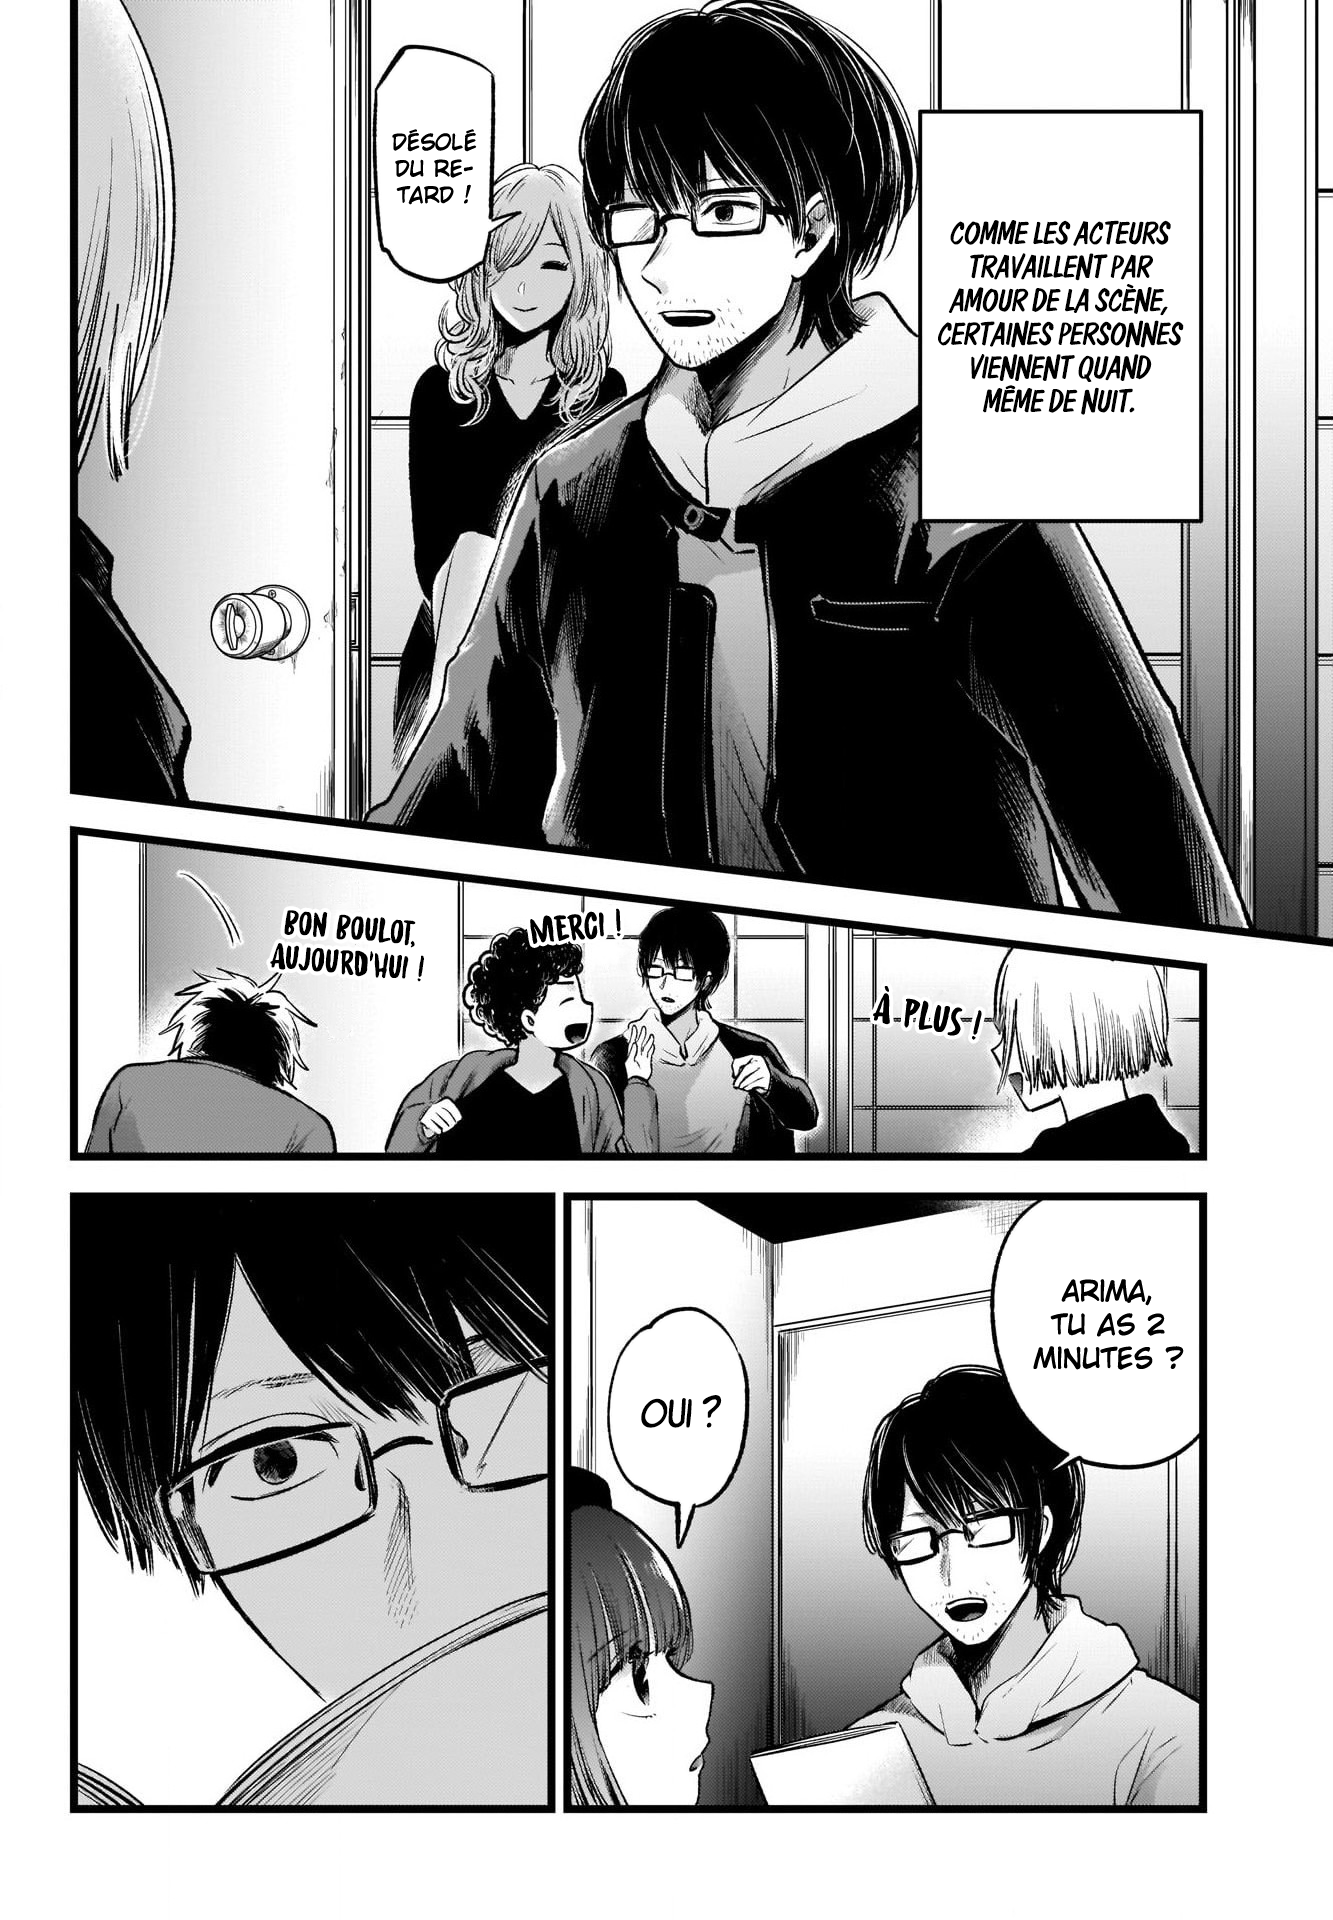 COMME LES ACTEURS
TRAVAILLENT PAR
AMOUR DE LA SCÈNE,
CERTAINES PERSONNES
VIENNENT QUAND
MÊME DE NUIT.
DÉSOLÉ
DU RE-
TARD !
À PLUS !
MERCI !
BON BOULOT,
AUJOURD'HUI !
ARIMA,
TU AS 2
MINUTES ?
OUI ?